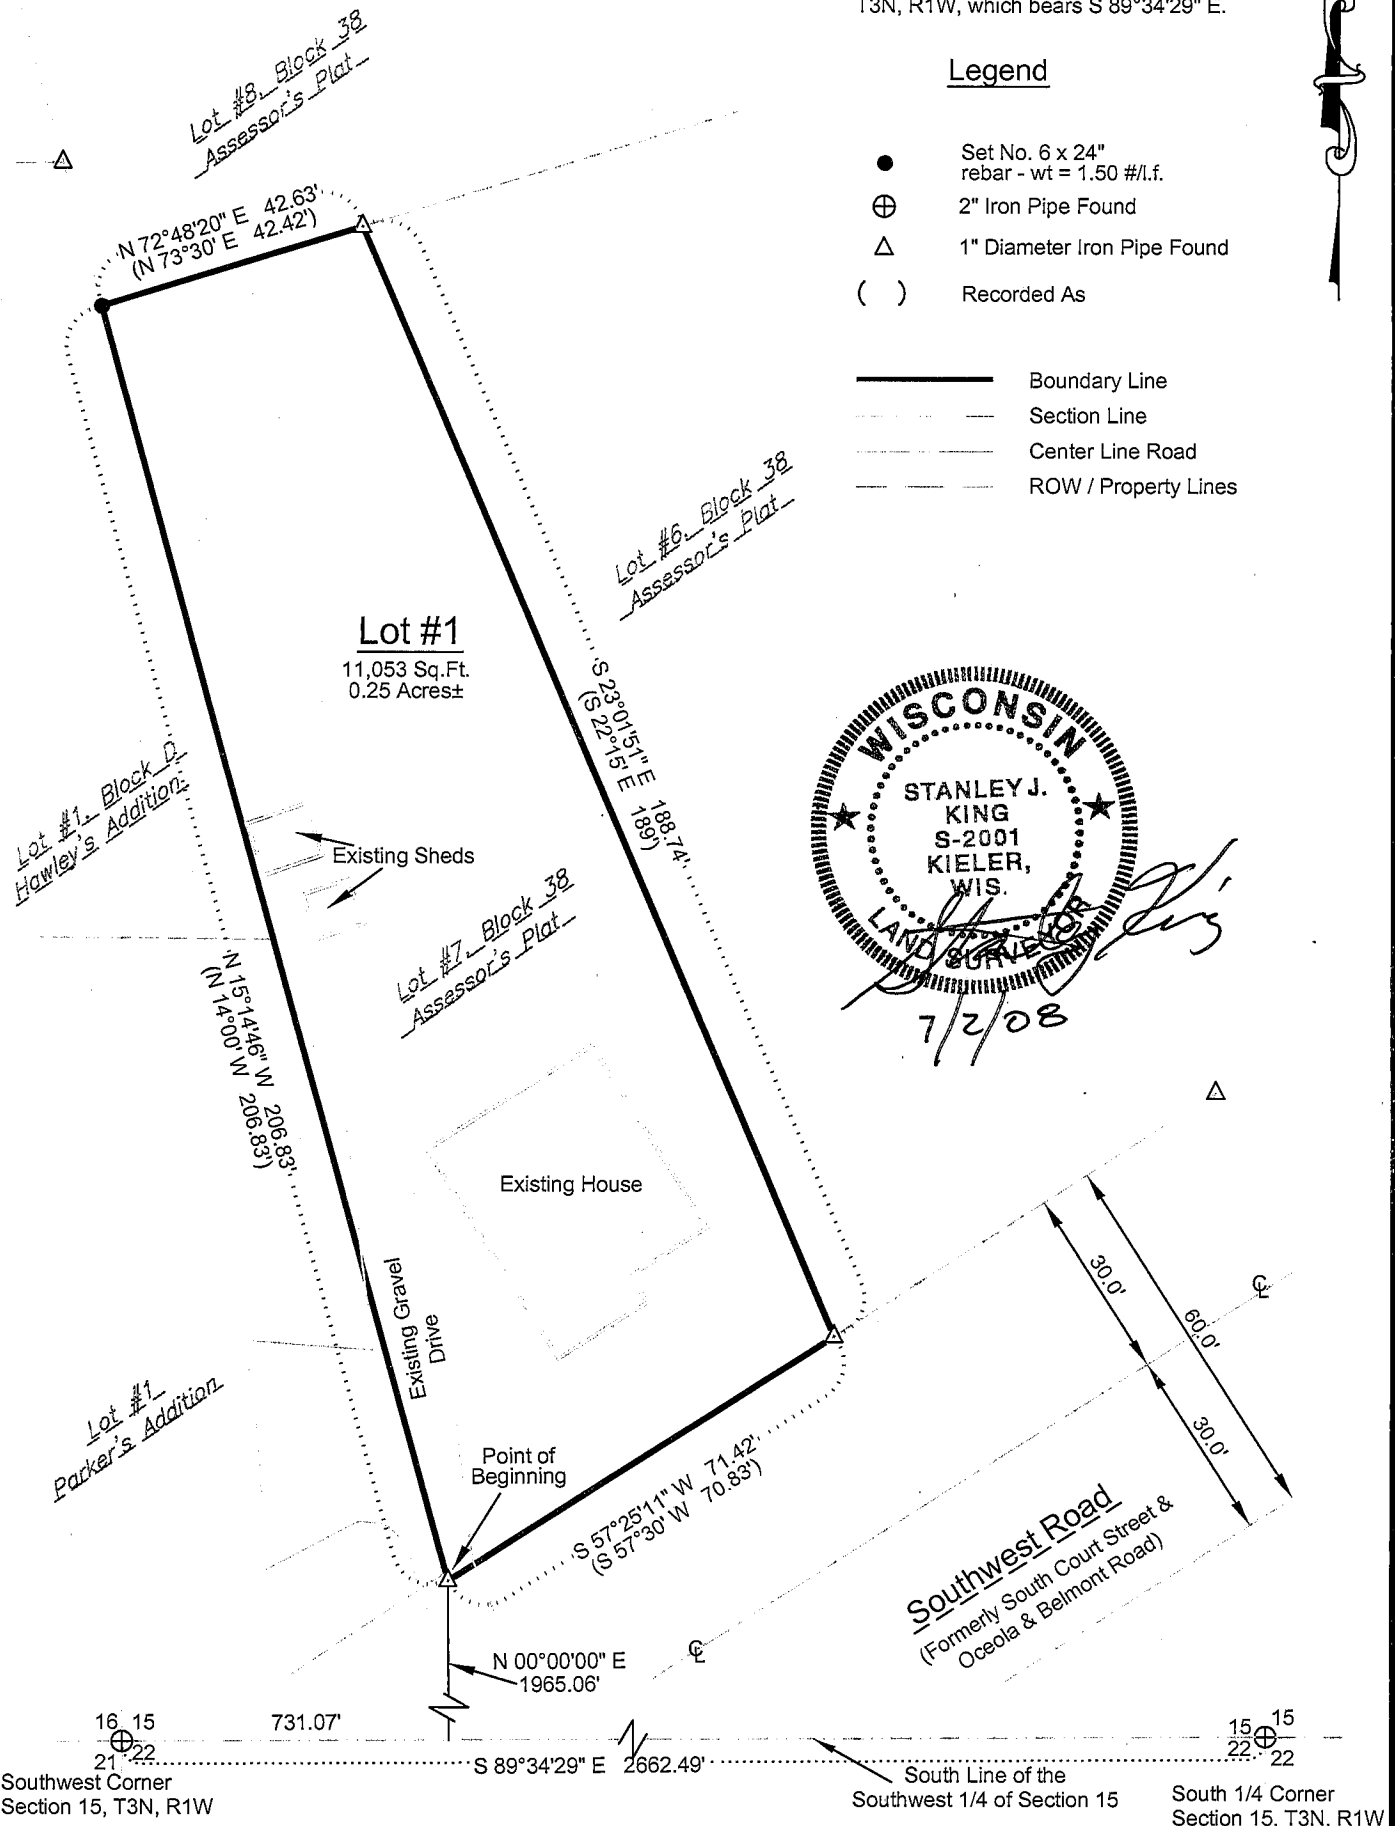 T3N, R1W, which bears S 89°34'29" E.
Legend
Set No. 6 x 24"
rebar - wt = 1.50 #/l.f.
2" Iron Pipe Found
1" Diameter Iron Pipe Found
( ) Recorded As
Boundary Line
Section Line
Center Line Road
ROW / Property Lines
Lot #8, Block 38
Assessor's Plat
N 72°48'20" E 42.63'
(N 73°30' E 42.42')
Lot #6, Block 38
Assessor's Plat
Lot #1
11,053 Sq.Ft.
0.25 Acres±
S 23°01'51" E 188.74'
(S 22°15' E 189')
WISCONSIN
STANLEY J.
KING
S-2001
KIELER,
WIS.
LAND SURVEYOR
7/2/08
Lot #1, Block D
Hawley's Addition
Existing Sheds
Lot #7, Block 38
Assessor's Plat
N 15°14'46" W 206.83'
(N 14°00' W 206.83')
Existing House
Existing Gravel
Drive
30.0'
60.0'
30.0'
Lot #1
Parker's Addition
Point of
Beginning
S 57°25'11" W 71.42'
(S 57°30' W 70.83')
Southwest Road
(Formerly South Court Street &
Oceola & Belmont Road)
N 00°00'00" E
1965.06'
16 15
731.07'
15 15
21 22
22 22
S 89°34'29" E 2662.49'
Southwest Corner
Section 15, T3N, R1W
South Line of the
Southwest 1/4 of Section 15
South 1/4 Corner
Section 15, T3N, R1W